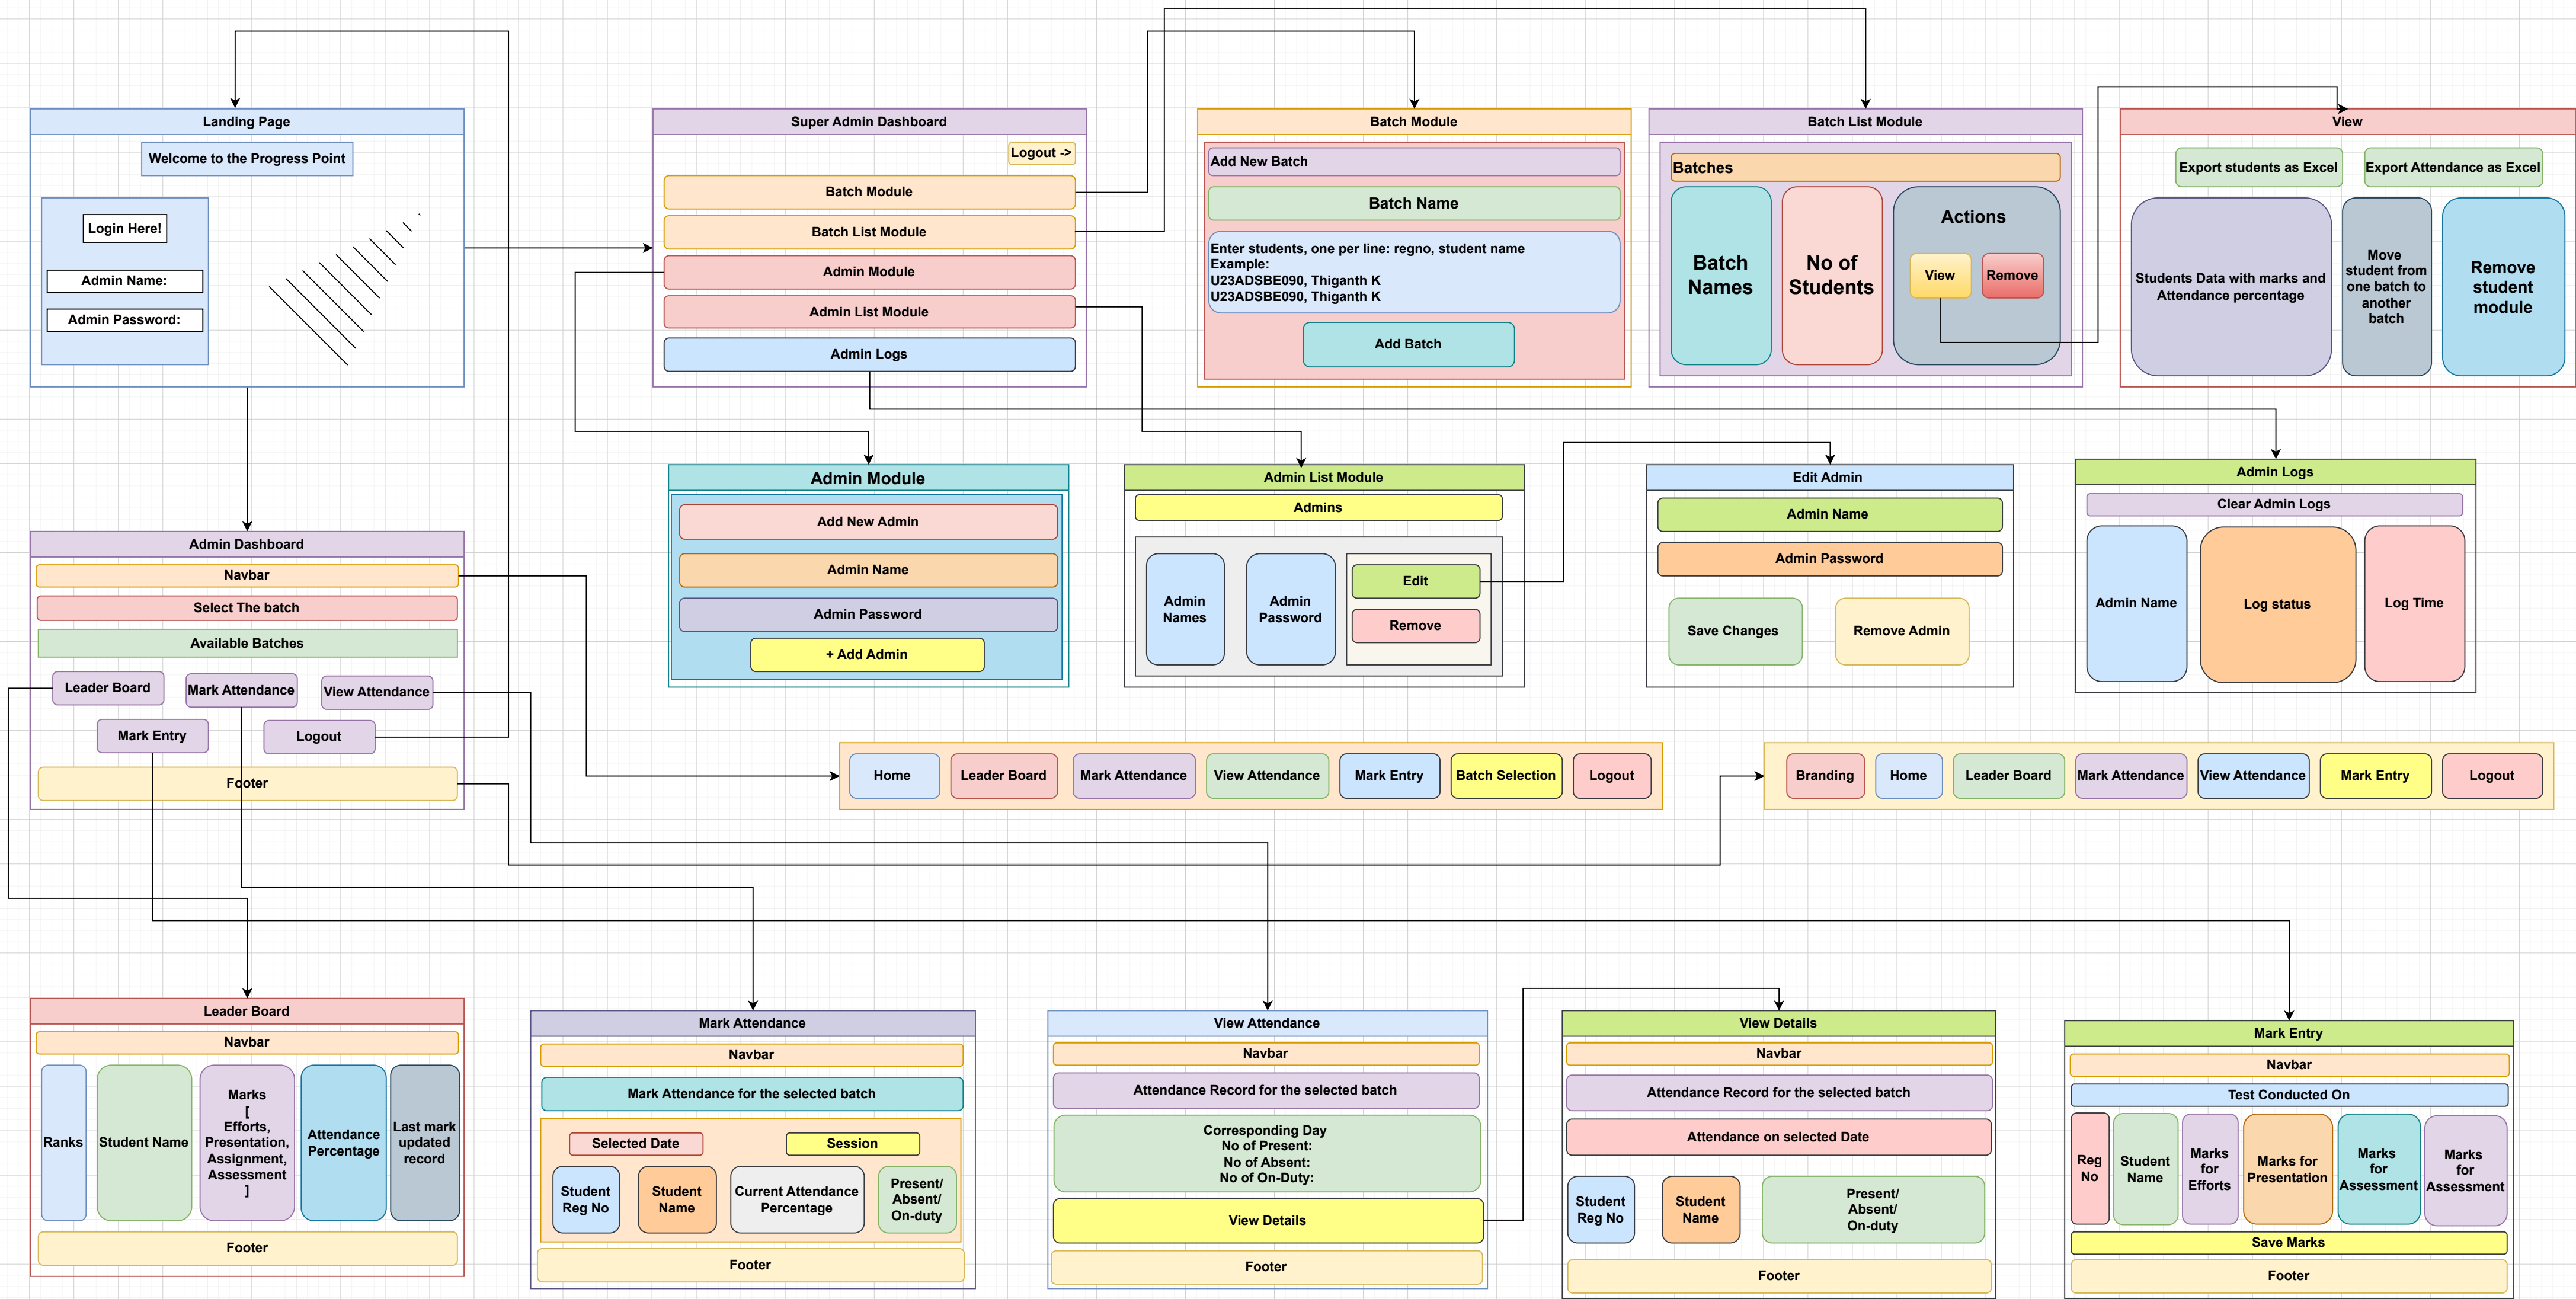 Landing Page
Welcome to the Progress Point
Login Here!
Admin Name:
Admin Password:
Super Admin Dashboard
Logout ->
Batch Module
Batch List Module
Admin Module
Admin List Module
Admin Logs
Batch Module
Add New Batch
Batch Name
Enter students, one per line: regno, student name
Example:
U23ADSBE090, Thiganth K
U23ADSBE090, Thiganth K
Add Batch
Batch List Module
Batches
Batch
Names
No of
Students
Actions
View
Remove
View
Export students as Excel
Export Attendance as Excel
Students Data with marks and
Attendance percentage
Move
student from
one batch to
another
batch
Remove
student
module
Admin Dashboard
Navbar
Select The batch
Available Batches
Leader Board
Mark Attendance
View Attendance
Mark Entry
Logout
Footer
Admin Module
Add New Admin
Admin Name
Admin Password
+ Add Admin
Admin List Module
Admins
Admin
Names
Admin
Password
Edit
Remove
Edit Admin
Admin Name
Admin Password
Save Changes
Remove Admin
Admin Logs
Clear Admin Logs
Admin Name
Log status
Log Time
Home
Leader Board
Mark Attendance
View Attendance
Mark Entry
Batch Selection
Logout
Branding
Home
Leader Board
Mark Attendance
View Attendance
Mark Entry
Logout
Leader Board
Navbar
Ranks
Student Name
Marks
[
Efforts,
Presentation,
Assignment,
Assessment
]
Attendance
Percentage
Last mark
updated
record
Footer
Mark Attendance
Navbar
Mark Attendance for the selected batch
Selected Date
Session
Student
Reg No
Student
Name
Current Attendance
Percentage
Present/
Absent/
On-duty
Footer
View Attendance
Navbar
Attendance Record for the selected batch
Corresponding Day
No of Present:
No of Absent:
No of On-Duty:
View Details
Footer
View Details
Navbar
Attendance Record for the selected batch
Attendance on selected Date
Student
Reg No
Student
Name
Present/
Absent/
On-duty
Footer
Mark Entry
Navbar
Test Conducted On
Reg
No
Student
Name
Marks
for
Efforts
Marks for
Presentation
Marks
for
Assessment
Marks
for
Assessment
Save Marks
Footer